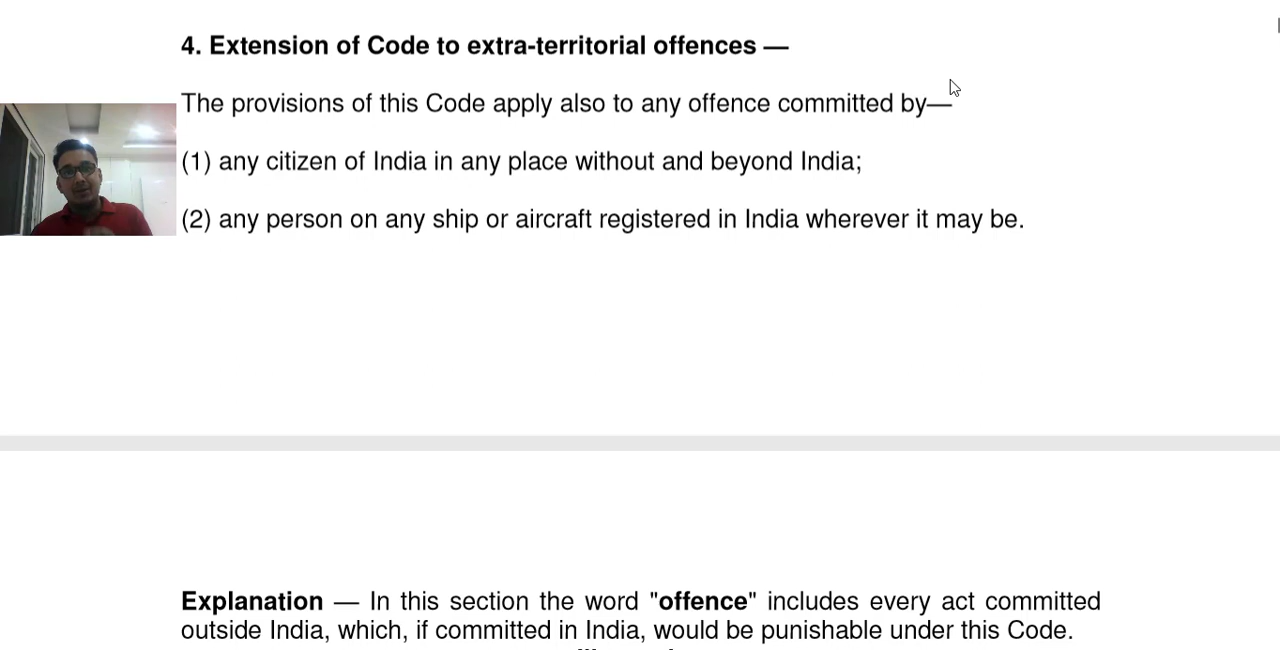 4. Extension of Code to extra-territorial offences —
The provisions of this Code apply also to any offence committed by—
(1) any citizen of India in any place without and beyond India;
(2) any person on any ship or aircraft registered in India wherever it may be.
Explanation — In this section the word "offence" includes every act committed
outside India, which, if committed in India, would be punishable under this Code.